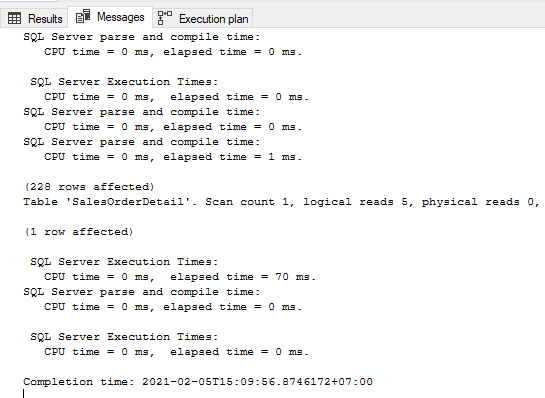 Results Messages Execution plan
SQL Server parse and compile time:
CPU time = 0 ms, elapsed time = 0 ms.
SQL Server Execution Times:
CPU time = 0 ms,  elapsed time = 0 ms.
SQL Server parse and compile time:
CPU time = 0 ms, elapsed time = 0 ms.
SQL Server parse and compile time:
CPU time = 0 ms, elapsed time = 1 ms.
(228 rows affected)
Table 'SalesOrderDetail'. Scan count 1, logical reads 5, physical reads 0,
(1 row affected)
SQL Server Execution Times:
CPU time = 0 ms,  elapsed time = 70 ms.
SQL Server parse and compile time:
CPU time = 0 ms, elapsed time = 0 ms.
SQL Server Execution Times:
CPU time = 0 ms,  elapsed time = 0 ms.
Completion time: 2021-02-05T15:09:56.8746172+07:00